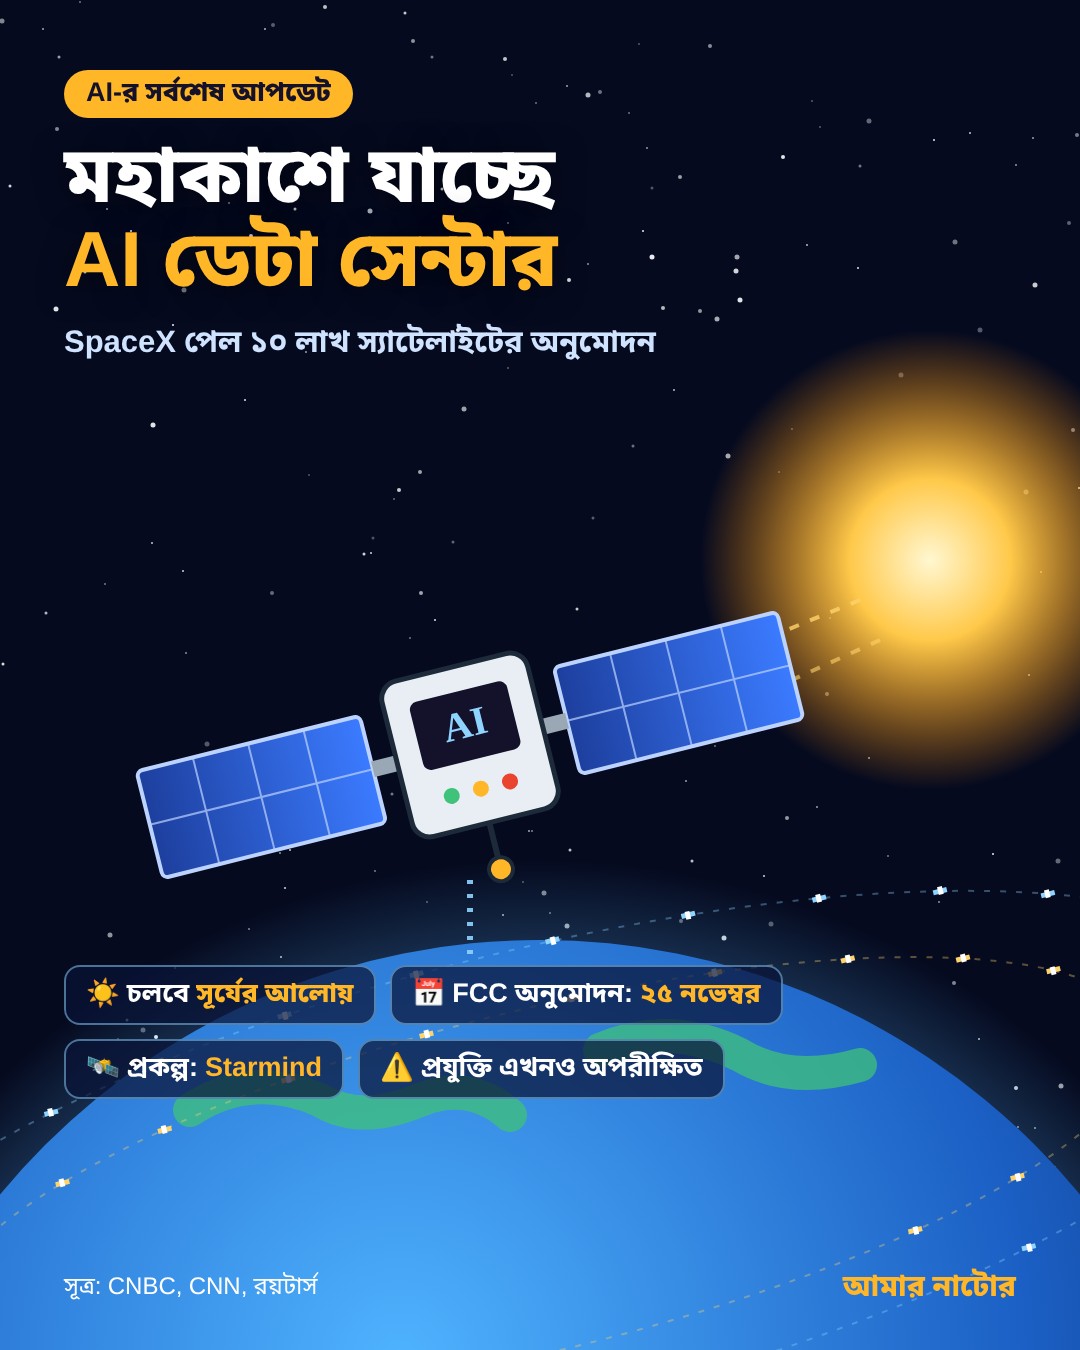 AI-র সর্বশেষ আপডেট
মহাকাশে যাচ্ছে
AI ডেটা সেন্টার
SpaceX পেল ১০ লাখ স্যাটেলাইটের অনুমোদন
AI
☀️ চলবে সূর্যের আলোয়
📅 FCC অনুমোদন: ২৫ নভেম্বর
🛰️ প্রকল্প: Starmind
⚠️ প্রযুক্তি এখনও অপরীক্ষিত
সূত্র: CNBC, CNN, রয়টার্স
আমার নাটোর